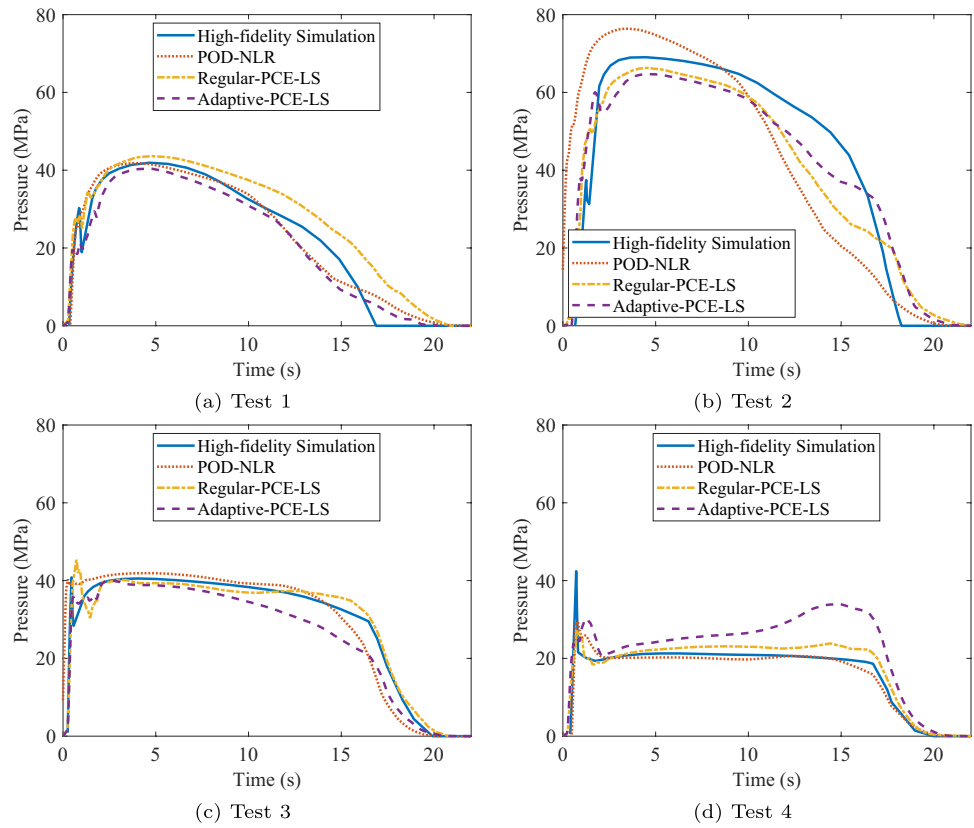 80
60
40
20
0
Pressure (MPa)
High-fidelity Simulation
POD-NLR
Regular-PCE-LS
Adaptive-PCE-LS
0 5 10 15 20
Time (s)
(a) Test 1
80
60
40
20
0
Pressure (MPa)
High-fidelity Simulation
POD-NLR
Regular-PCE-LS
Adaptive-PCE-LS
0 5 10 15 20
Time (s)
(b) Test 2
80
60
40
20
0
Pressure (MPa)
High-fidelity Simulation
POD-NLR
Regular-PCE-LS
Adaptive-PCE-LS
0 5 10 15 20
Time (s)
(c) Test 3
80
60
40
20
0
Pressure (MPa)
High-fidelity Simulation
POD-NLR
Regular-PCE-LS
Adaptive-PCE-LS
0 5 10 15 20
Time (s)
(d) Test 4